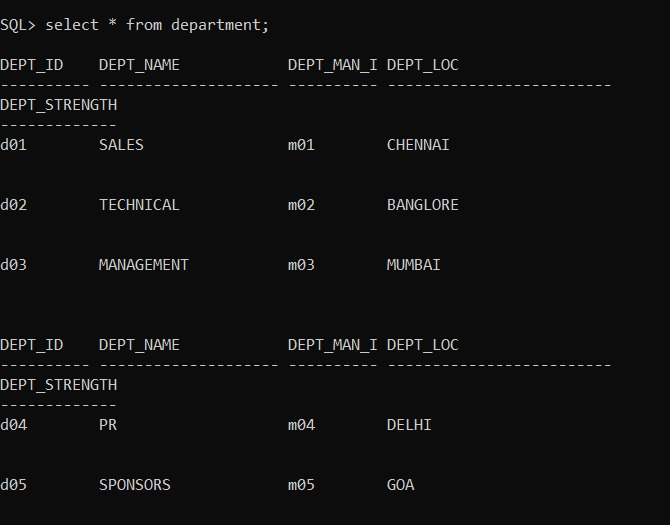 SQL> select * from department;
DEPT_ID    DEPT_NAME            DEPT_MAN_I DEPT_LOC
---------- -------------------- ---------- -------------------------
DEPT_STRENGTH
-------------
d01        SALES                m01        CHENNAI
d02        TECHNICAL            m02        BANGLORE
d03        MANAGEMENT           m03        MUMBAI
DEPT_ID    DEPT_NAME            DEPT_MAN_I DEPT_LOC
---------- -------------------- ---------- -------------------------
DEPT_STRENGTH
-------------
d04        PR                   m04        DELHI
d05        SPONSORS             m05        GOA